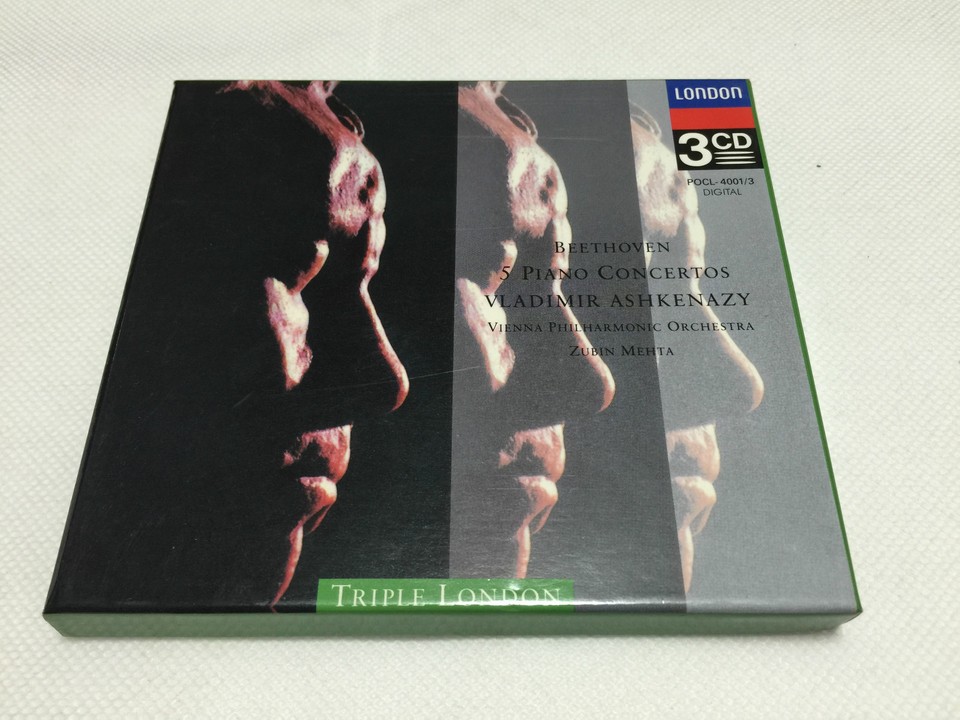 LONDON
3CD
POCL-4001/3
DIGITAL
BEETHOVEN
5 PIANO CONCERTOS
VLADIMIR ASHKENAZY
VIENNA PHILHARMONIC ORCHESTRA
ZUBIN MEHTA
TRIPLE LONDON